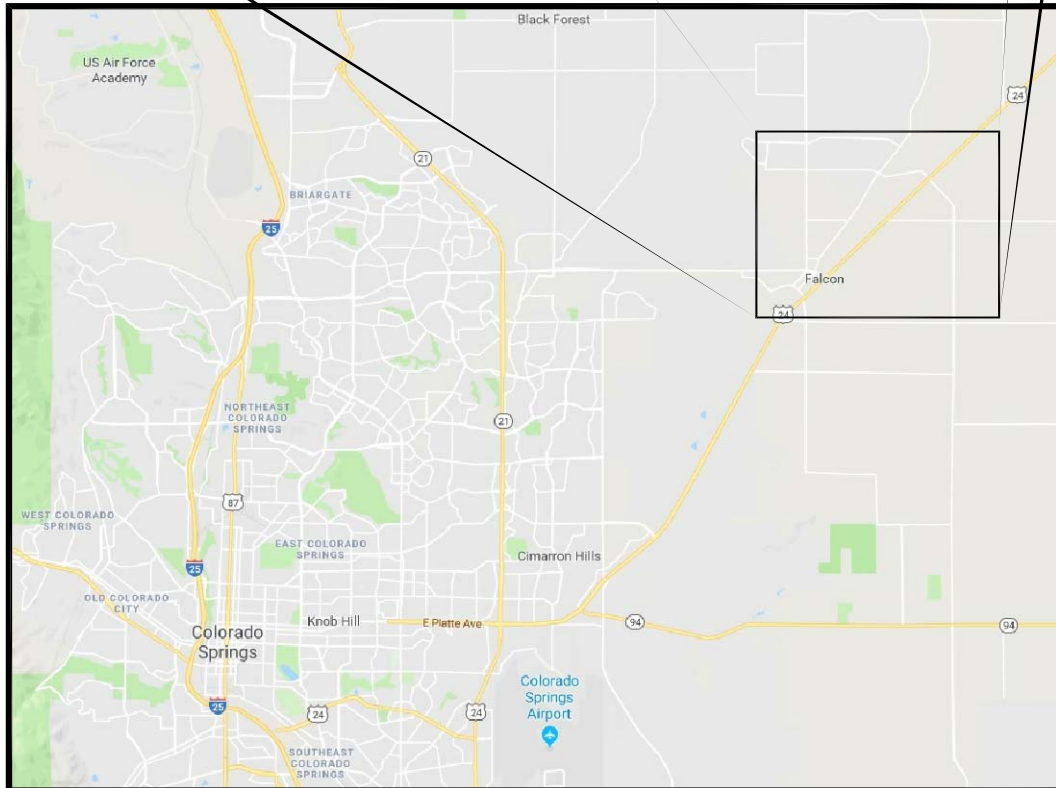 Black Forest
US Air Force
Academy
24
21
BRIARGATE
25
Falcon
24
NORTHEAST
COLORADO
SPRINGS
21
87
WEST COLORADO
SPRINGS
EAST COLORADO
SPRINGS
Cimarron Hills
25
OLD COLORADO
CITY
Knob Hill
E Platte Ave
94
94
Colorado
Springs
Colorado
Springs
Airport
25
24
24
SOUTHEAST
COLORADO
SPRINGS